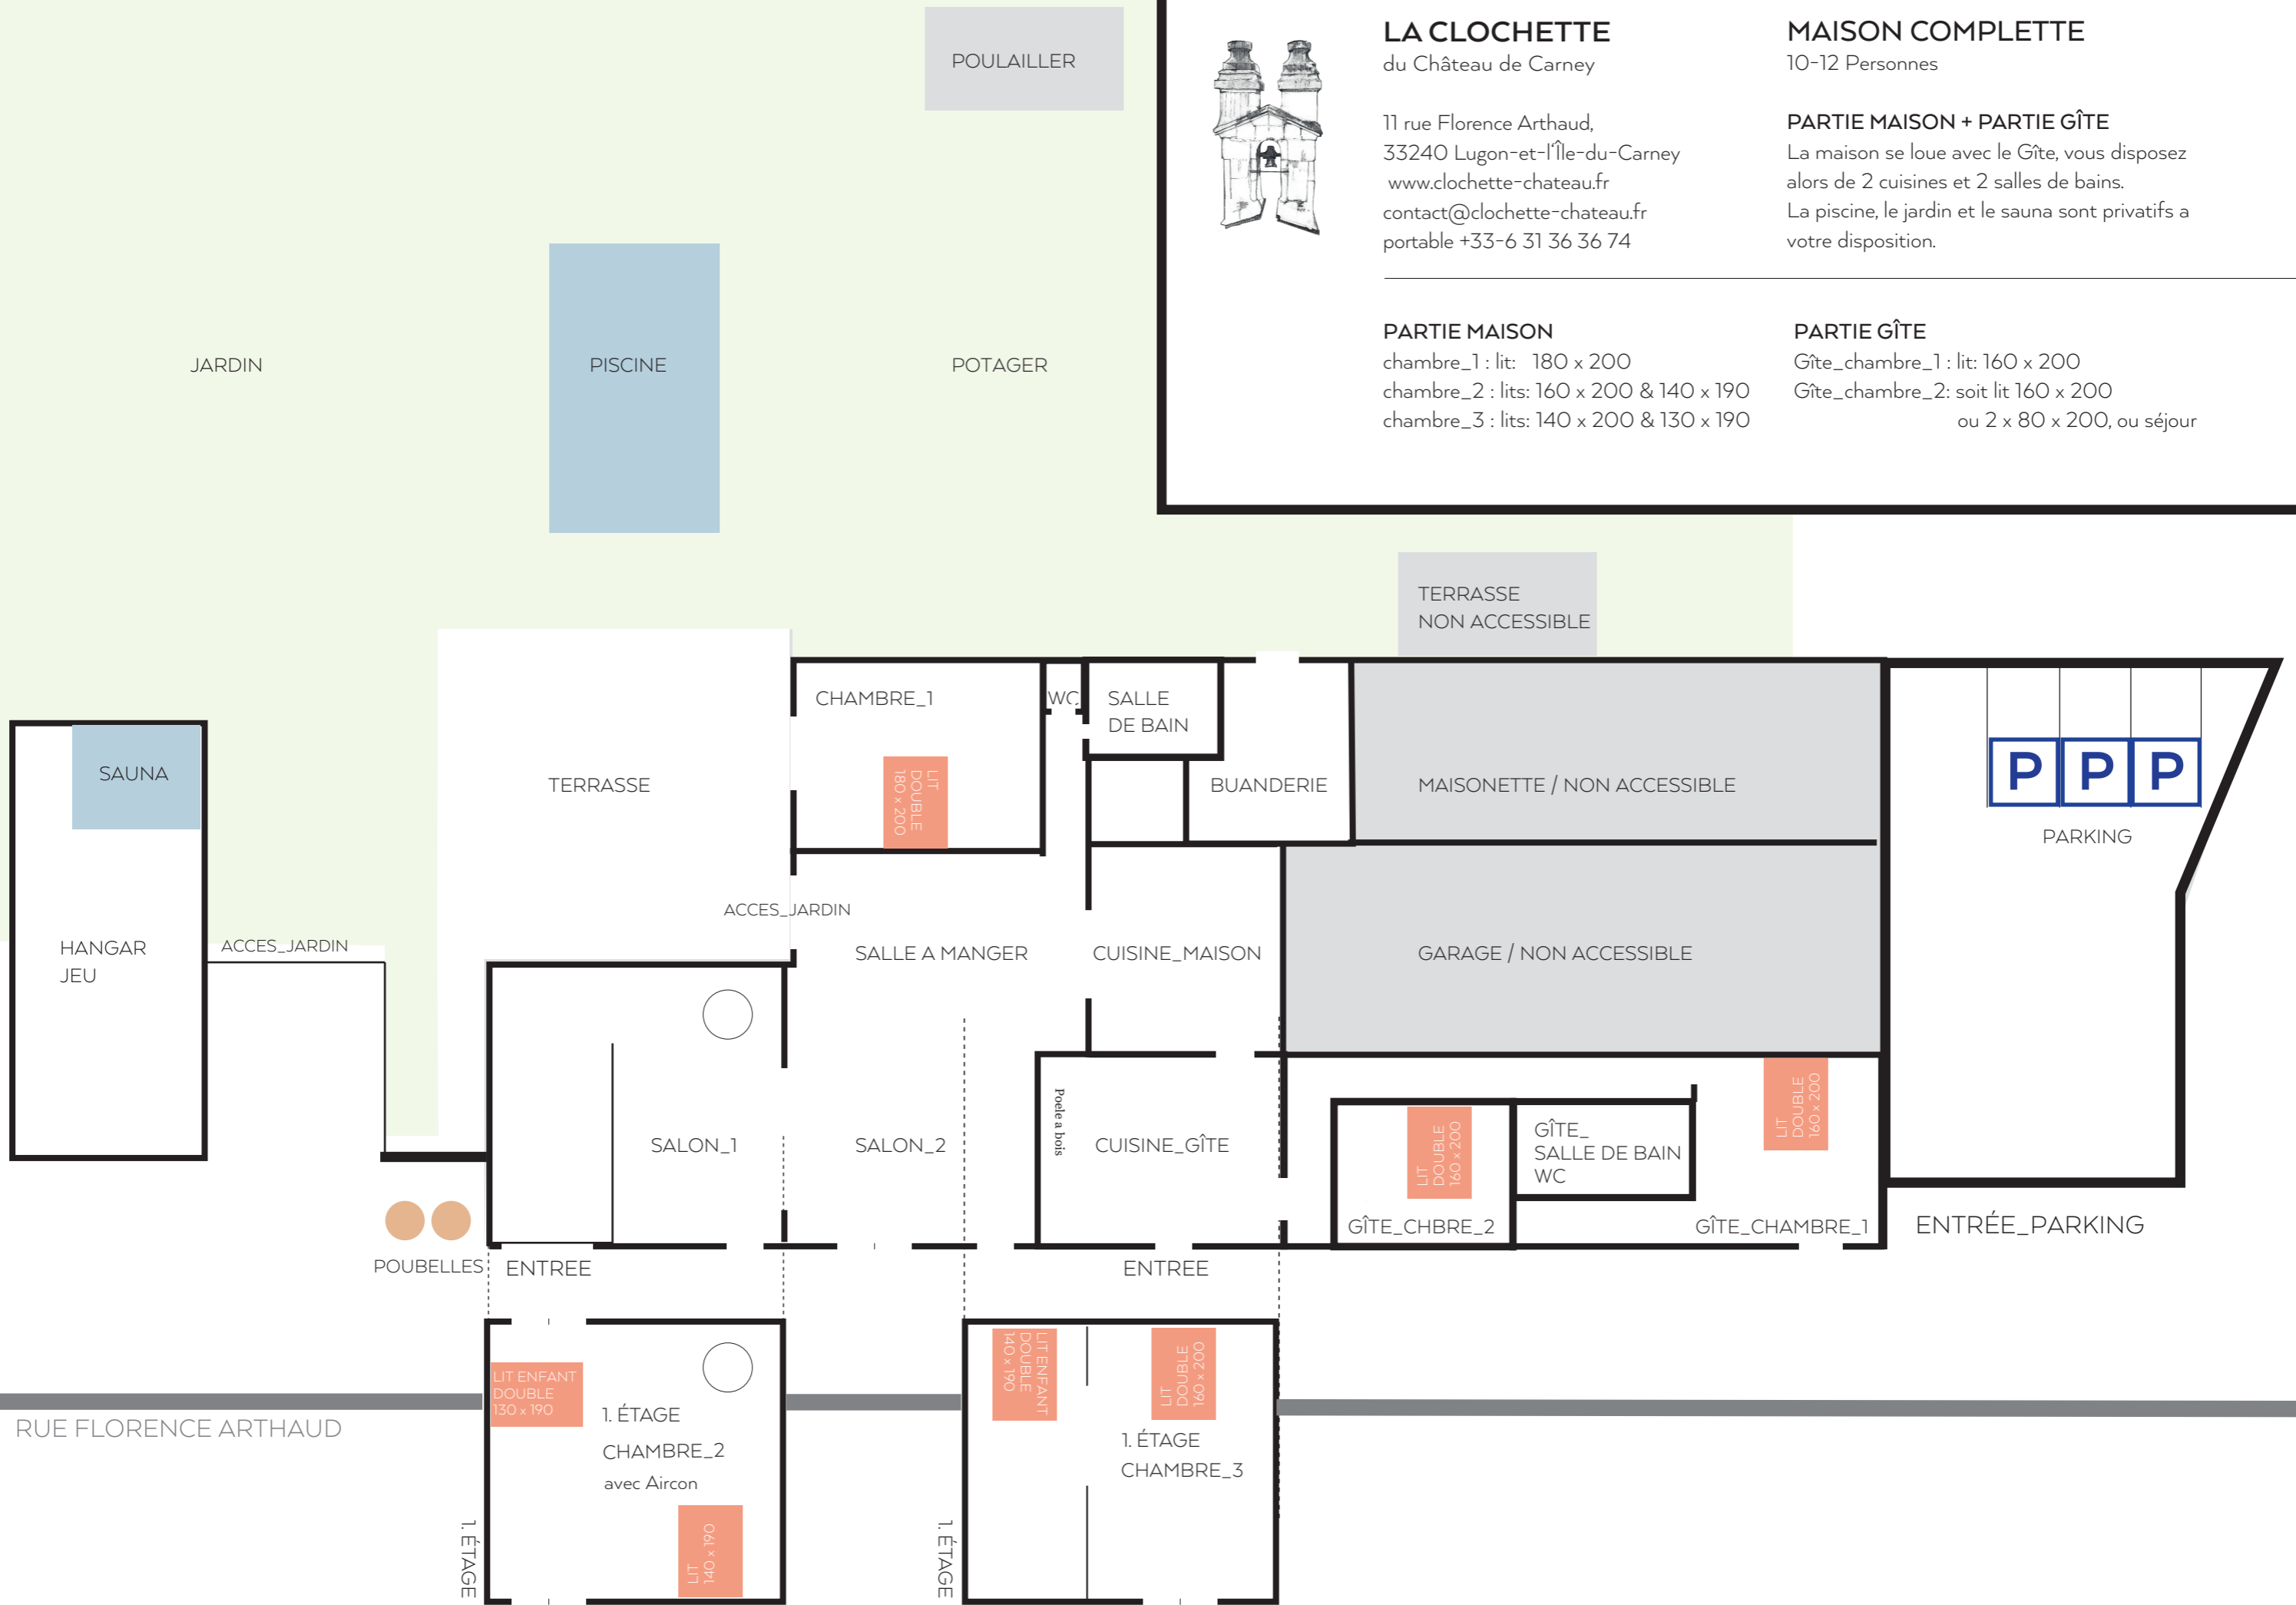 POULAILLER
LA CLOCHETTE
du Château de Carney
11 rue Florence Arthaud,
33240 Lugon-et-l'Île-du-Carney
www.clochette-chateau.fr
contact@clochette-chateau.fr
portable +33-6 31 36 36 74
MAISON COMPLETTE
10-12 Personnes
PARTIE MAISON + PARTIE GÎTE
La maison se loue avec le Gîte, vous disposez
alors de 2 cuisines et 2 salles de bains.
La piscine, le jardin et le sauna sont privatifs a
votre disposition.
PARTIE MAISON
chambre_1 : lit: 180 x 200
chambre_2 : lits: 160 x 200 & 140 x 190
chambre_3 : lits: 140 x 200 & 130 x 190
PARTIE GÎTE
Gîte_chambre_1 : lit: 160 x 200
Gîte_chambre_2: soit lit 160 x 200
ou 2 x 80 x 200, ou séjour
JARDIN
PISCINE
POTAGER
TERRASSE
NON ACCESSIBLE
CHAMBRE_1
WC
SALLE
DE BAIN
SAUNA
TERRASSE
LIT
DOUBLE
180 x 200
BUANDERIE
MAISONETTE / NON ACCESSIBLE
P
P
P
PARKING
ACCES_JARDIN
HANGAR
JEU
ACCES_JARDIN
SALLE A MANGER
CUISINE_MAISON
GARAGE / NON ACCESSIBLE
SALON_1
SALON_2
Poele a bois
CUISINE_GÎTE
LIT
DOUBLE
160 x 200
GÎTE_
SALLE DE BAIN
WC
LIT
DOUBLE
160 x 200
GÎTE_CHBRE_2
GÎTE_CHAMBRE_1
ENTRÉE_PARKING
POUBELLES
ENTREE
ENTREE
LIT ENFANT
DOUBLE
130 x 190
1. ÉTAGE
CHAMBRE_2
avec Aircon
LIT
140 x 190
LIT ENFANT
DOUBLE
140 x 190
LIT
DOUBLE
160 x 200
1. ÉTAGE
CHAMBRE_3
RUE FLORENCE ARTHAUD
1. ÉTAGE
1. ÉTAGE